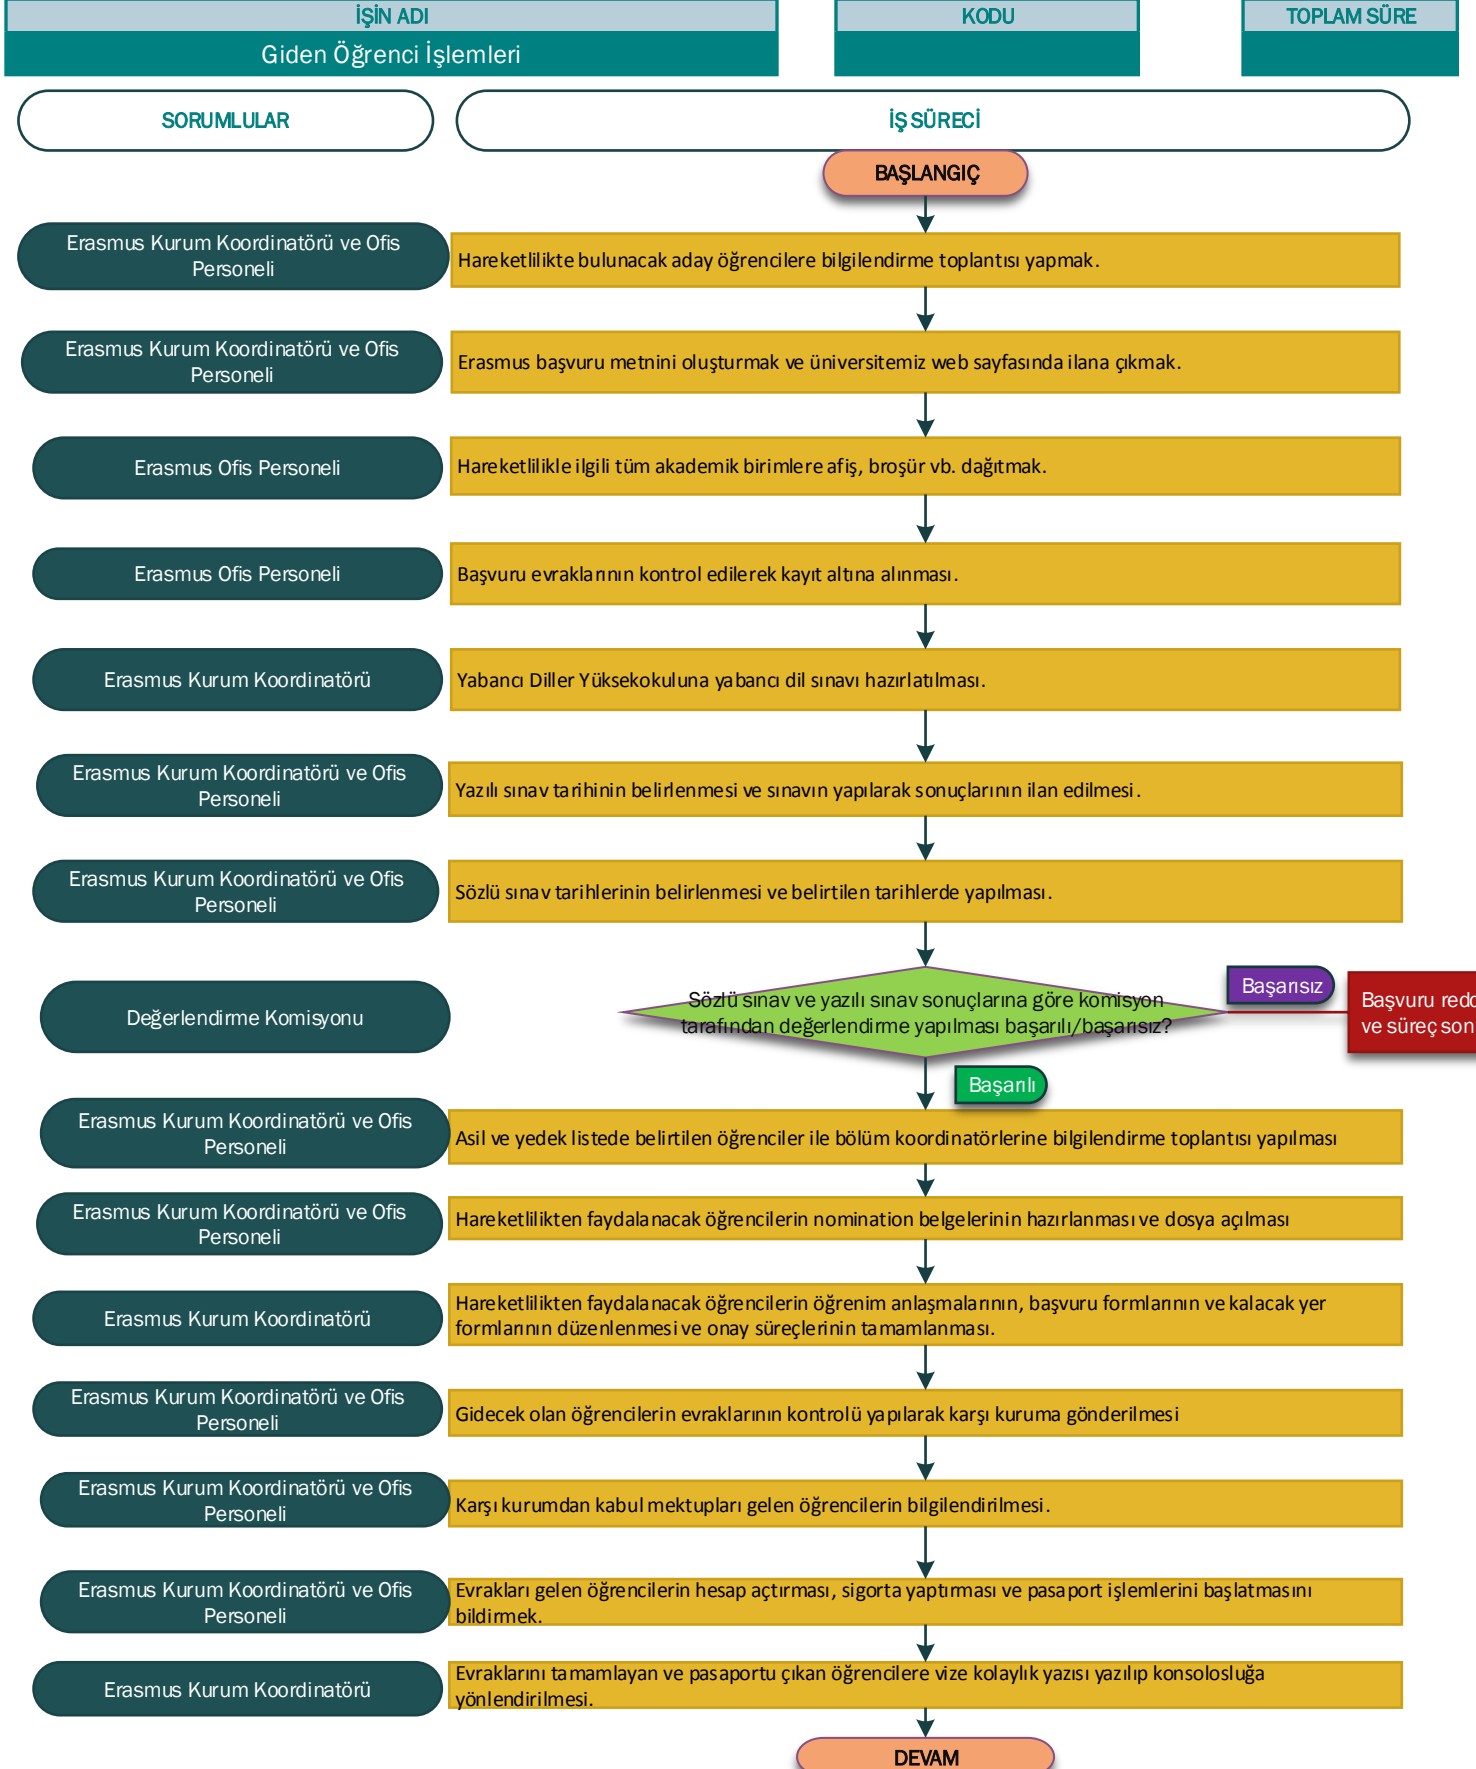 İŞİN ADI
KODU
TOPLAM SÜRE
Giden Öğrenci İşlemleri
SORUMLULAR
İŞ SÜRECİ
BAŞLANGIÇ
Erasmus Kurum Koordinatörü ve Ofis
Personeli
Hareketlilikte bulunacak aday öğrencilere bilgilendirme toplantısı yapmak.
Erasmus Kurum Koordinatörü ve Ofis
Personeli
Erasmus başvuru metnini oluşturmak ve üniversitemiz web sayfasında ilana çıkmak.
Erasmus Ofis Personeli
Hareketlilikle ilgili tüm akademik birimlere afiş, broşür vb. dağıtmak.
Erasmus Ofis Personeli
Başvuru evraklarının kontrol edilerek kayıt altına alınması.
Erasmus Kurum Koordinatörü
Yabancı Diller Yüksekokuluna yabancı dil sınavı hazırlatılması.
Erasmus Kurum Koordinatörü ve Ofis
Personeli
Yazılı sınav tarihinin belirlenmesi ve sınavın yapılarak sonuçlarının ilan edilmesi.
Erasmus Kurum Koordinatörü ve Ofis
Personeli
Sözlü sınav tarihlerinin belirlenmesi ve belirtilen tarihlerde yapılması.
Değerlendirme Komisyonu
Sözlü sınav ve yazılı sınav sonuçlarına göre komisyon
tarafından değerlendirme yapılması başarılı/başarısız?
Başarısız
Başvuru redd
ve süreç son
Başarılı
Erasmus Kurum Koordinatörü ve Ofis
Personeli
Asil ve yedek listede belirtilen öğrenciler ile bölüm koordinatörlerine bilgilendirme toplantısı yapılması
Erasmus Kurum Koordinatörü ve Ofis
Personeli
Hareketlilikten faydalanacak öğrencilerin nomination belgelerinin hazırlanması ve dosya açılması
Erasmus Kurum Koordinatörü
Hareketlilikten faydalanacak öğrencilerin öğrenim anlaşmalarının, başvuru formlarının ve kalacak yer
formlarının düzenlenmesi ve onay süreçlerinin tamamlanması.
Erasmus Kurum Koordinatörü ve Ofis
Personeli
Gidecek olan öğrencilerin evraklarının kontrolü yapılarak karşı kuruma gönderilmesi
Erasmus Kurum Koordinatörü ve Ofis
Personeli
Karşı kurumdan kabul mektupları gelen öğrencilerin bilgilendirilmesi.
Erasmus Kurum Koordinatörü ve Ofis
Personeli
Evrakları gelen öğrencilerin hesap açtırması, sigorta yaptırması ve pasaport işlemlerini başlatmasını
bildirmek.
Erasmus Kurum Koordinatörü
Evraklarını tamamlayan ve pasaportu çıkan öğrencilere vize kolaylık yazısı yazılıp konsolosluğa
yönlendirilmesi.
DEVAM